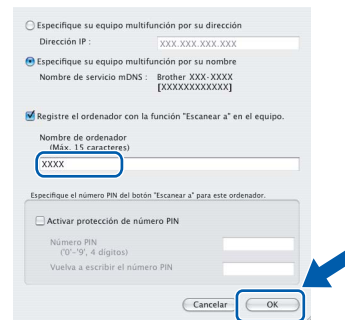 Especifique su equipo multifunción por su dirección
Dirección IP :
XXX.XXX.XXX.XXX
Especifique su equipo multifunción por su nombre
Nombre de servicio mDNS : Brother XXX-XXXX
[XXXXXXXXXXXX]
Registre el ordenador con la función "Escanear a" en el equipo.
Nombre de ordenador
(Máx. 15 caracteres)
XXXX
Especifique el número PIN del botón "Escanear a" para este ordenador.
Activar protección de número PIN
Número PIN
('0'-'9', 4 dígitos)
Vuelva a escribir el número PIN
Cancelar OK